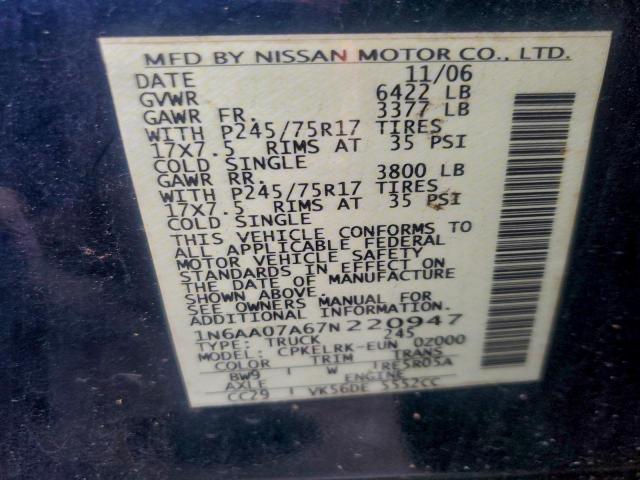 MFD BY NISSAN MOTOR CO., LTD.
DATE 11/06
GVWR 6422 LB
GAWR FR. 3377 LB
WITH P245/75R17 TIRES
17X7.5 RIMS AT 35 PSI
COLD SINGLE
GAWR RR. 3800 LB
WITH P245/75R17 TIRES
17X7.5 RIMS AT 35 PSI
COLD SINGLE
THIS VEHICLE CONFORMS TO
ALL APPLICABLE FEDERAL
MOTOR VEHICLE SAFETY
STANDARDS IN EFFECT ON
THE DATE OF MANUFACTURE
SHOWN ABOVE.
SEE OWNERS MANUAL FOR
ADDITIONAL INFORMATION.
1N6AA07A67N220947
TYPE: TRUCK 245
MODEL: CPKELRK-EUN 0Z000
COLOR TRIM TRANS
BW9 W RE5R05A
AXLE ENGINE
CC29 VK56DE 5552CC